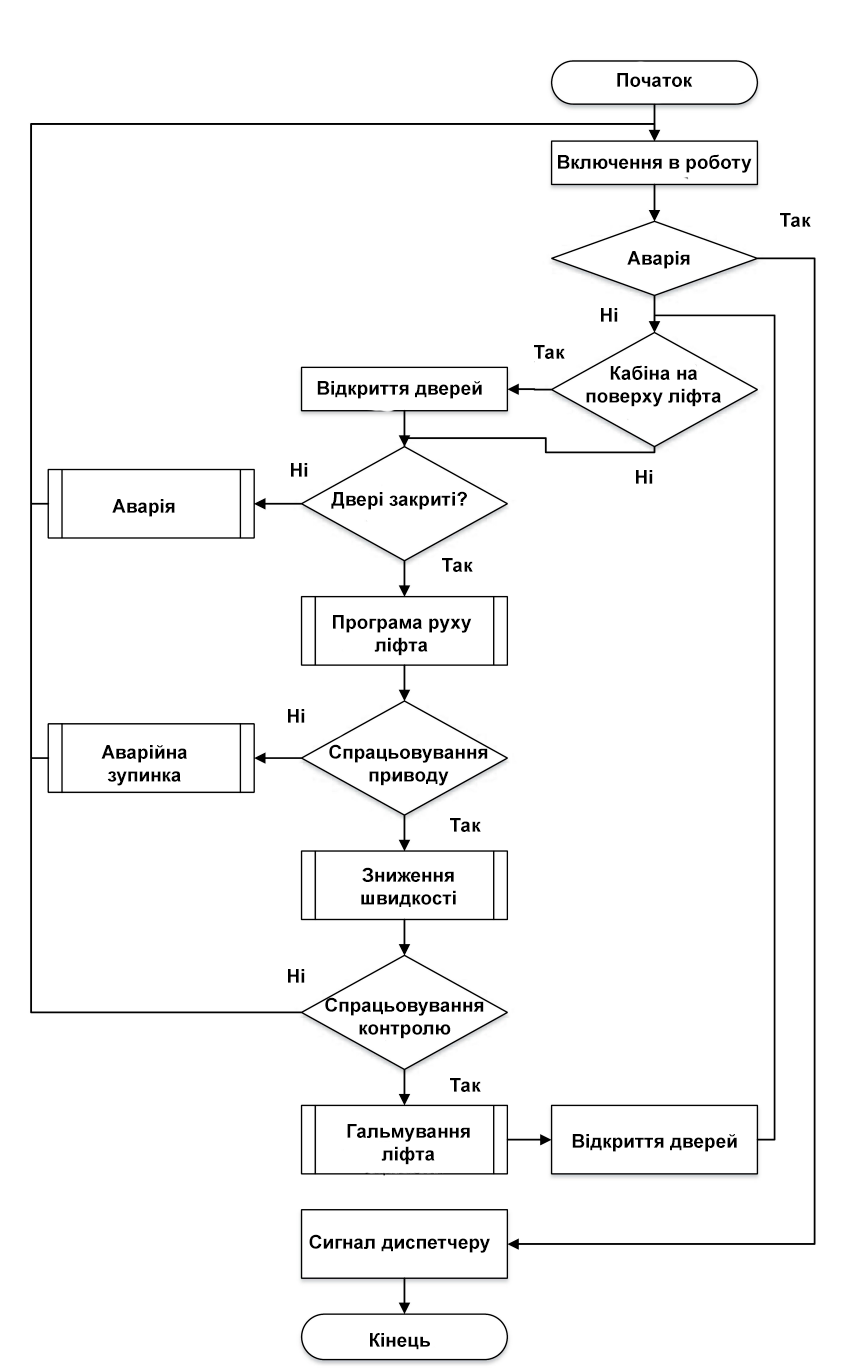 Початок
Включення в роботу
Так
Аварія
Ні
Так
Кабіна на
поверху ліфта
Відкриття дверей
Ні
Ні
Двері закриті?
Аварія
Так
Програма руху
ліфта
Ні
Спрацьовування
приводу
Аварійна
зупинка
Так
Зниження
швидкості
Ні
Спрацьовування
контролю
Так
Гальмування
ліфта
Відкриття дверей
Сигнал диспетчеру
Кінець